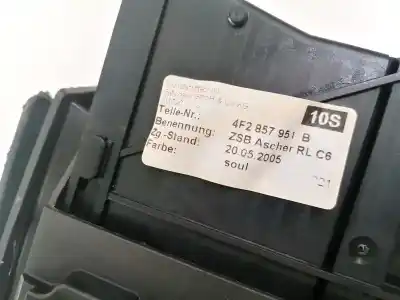 10S
Teile-Nr.: 4F2 857 951 B
Benennung: ZSB Ascher RL C6
Zg.-Stand: 20.05.2005
Farbe: soul